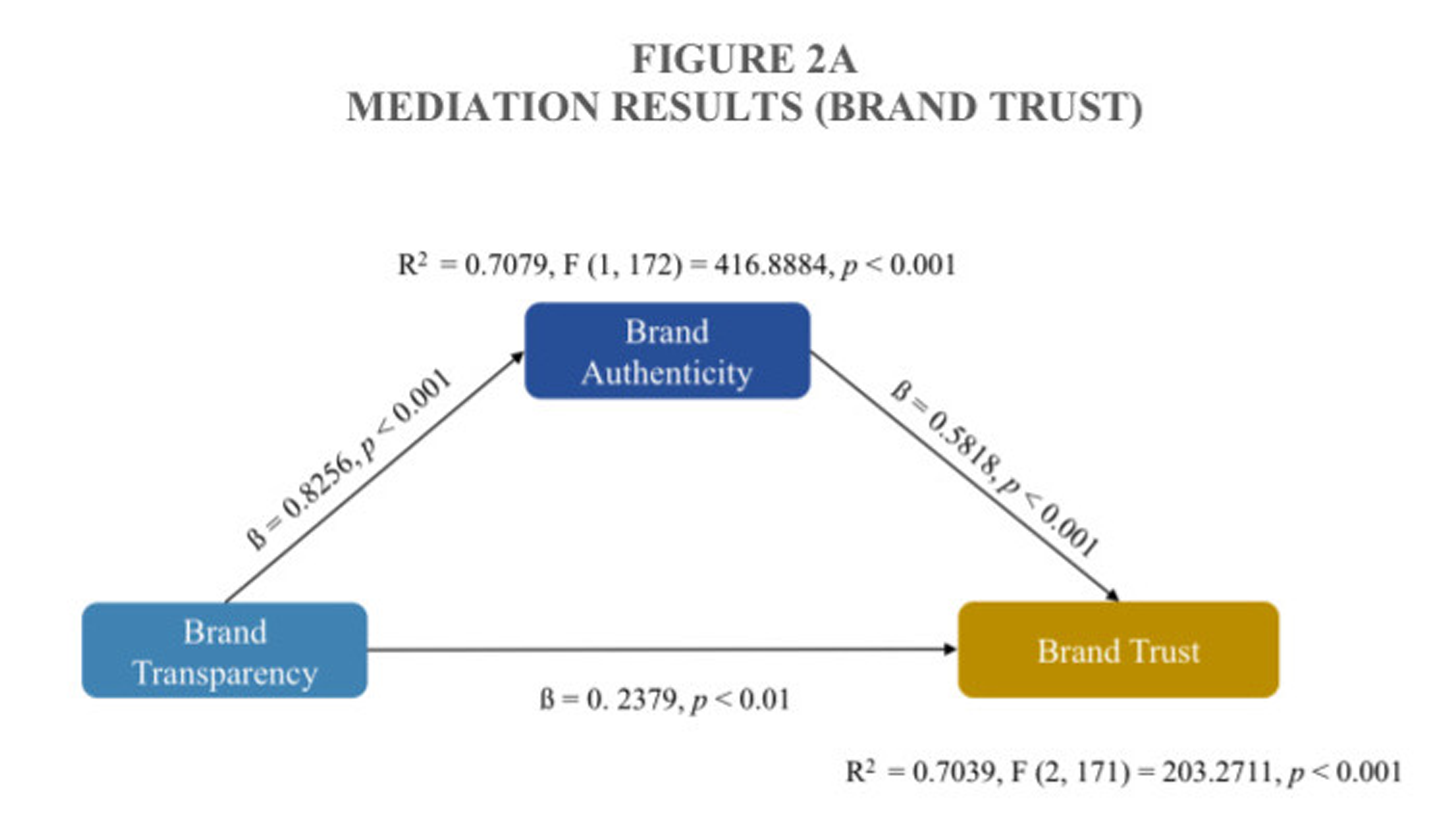 FIGURE 2A
MEDIATION RESULTS (BRAND TRUST)
R² = 0.7079, F (1, 172) = 416.8884, p < 0.001
Brand
Authenticity
ß = 0.8256, p < 0.001
ß = 0.5818, p < 0.001
Brand
Transparency
Brand Trust
ß = 0. 2379, p < 0.01
R² = 0.7039, F (2, 171) = 203.2711, p < 0.001